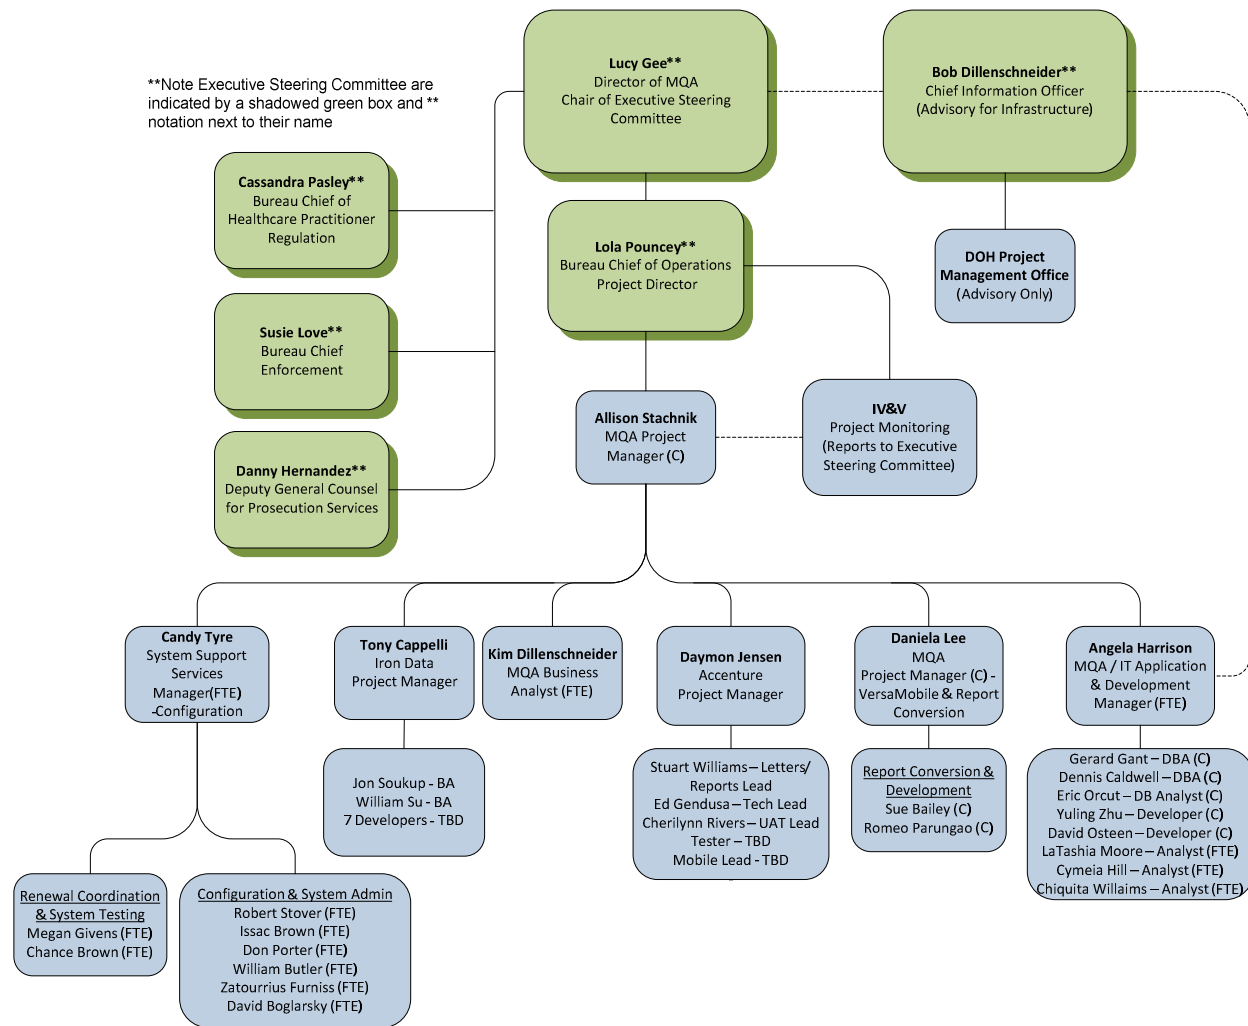 **Note Executive Steering Committee are
indicated by a shadowed green box and **
notation next to their name
Lucy Gee**
Director of MQA
Chair of Executive Steering
Committee
Bob Dillenschneider**
Chief Information Officer
(Advisory for Infrastructure)
Cassandra Pasley**
Bureau Chief of
Healthcare Practitioner
Regulation
Lola Pouncey**
Bureau Chief of Operations
Project Director
DOH Project
Management Office
(Advisory Only)
Susie Love**
Bureau Chief
Enforcement
Allison Stachnik
MQA Project
Manager (C)
IV&V
Project Monitoring
(Reports to Executive
Steering Committee)
Danny Hernandez**
Deputy General Counsel
for Prosecution Services
Candy Tyre
System Support
Services
Manager(FTE)
-Configuration
Tony Cappelli
Iron Data
Project Manager
Kim Dillenschneider
MQA Business
Analyst (FTE)
Daymon Jensen
Accenture
Project Manager
Daniela Lee
MQA
Project Manager (C) -
VersaMobile & Report
Conversion
Angela Harrison
MQA / IT Application
& Development
Manager (FTE)
Jon Soukup - BA
William Su - BA
7 Developers - TBD
Stuart Williams – Letters/
Reports Lead
Ed Gendusa – Tech Lead
Cherilynn Rivers – UAT Lead
Tester – TBD
Mobile Lead - TBD
Report Conversion &
Development
Sue Bailey (C)
Romeo Parungao (C)
Gerard Gant – DBA (C)
Dennis Caldwell – DBA (C)
Eric Orcut – DB Analyst (C)
Yuling Zhu – Developer (C)
David Osteen – Developer (C)
LaTashia Moore – Analyst (FTE)
Cymeia Hill – Analyst (FTE)
Chiquita Willaims – Analyst (FTE)
Renewal Coordination
& System Testing
Megan Givens (FTE)
Chance Brown (FTE)
Configuration & System Admin
Robert Stover (FTE)
Issac Brown (FTE)
Don Porter (FTE)
William Butler (FTE)
Zatourrius Furniss (FTE)
David Boglarsky (FTE)